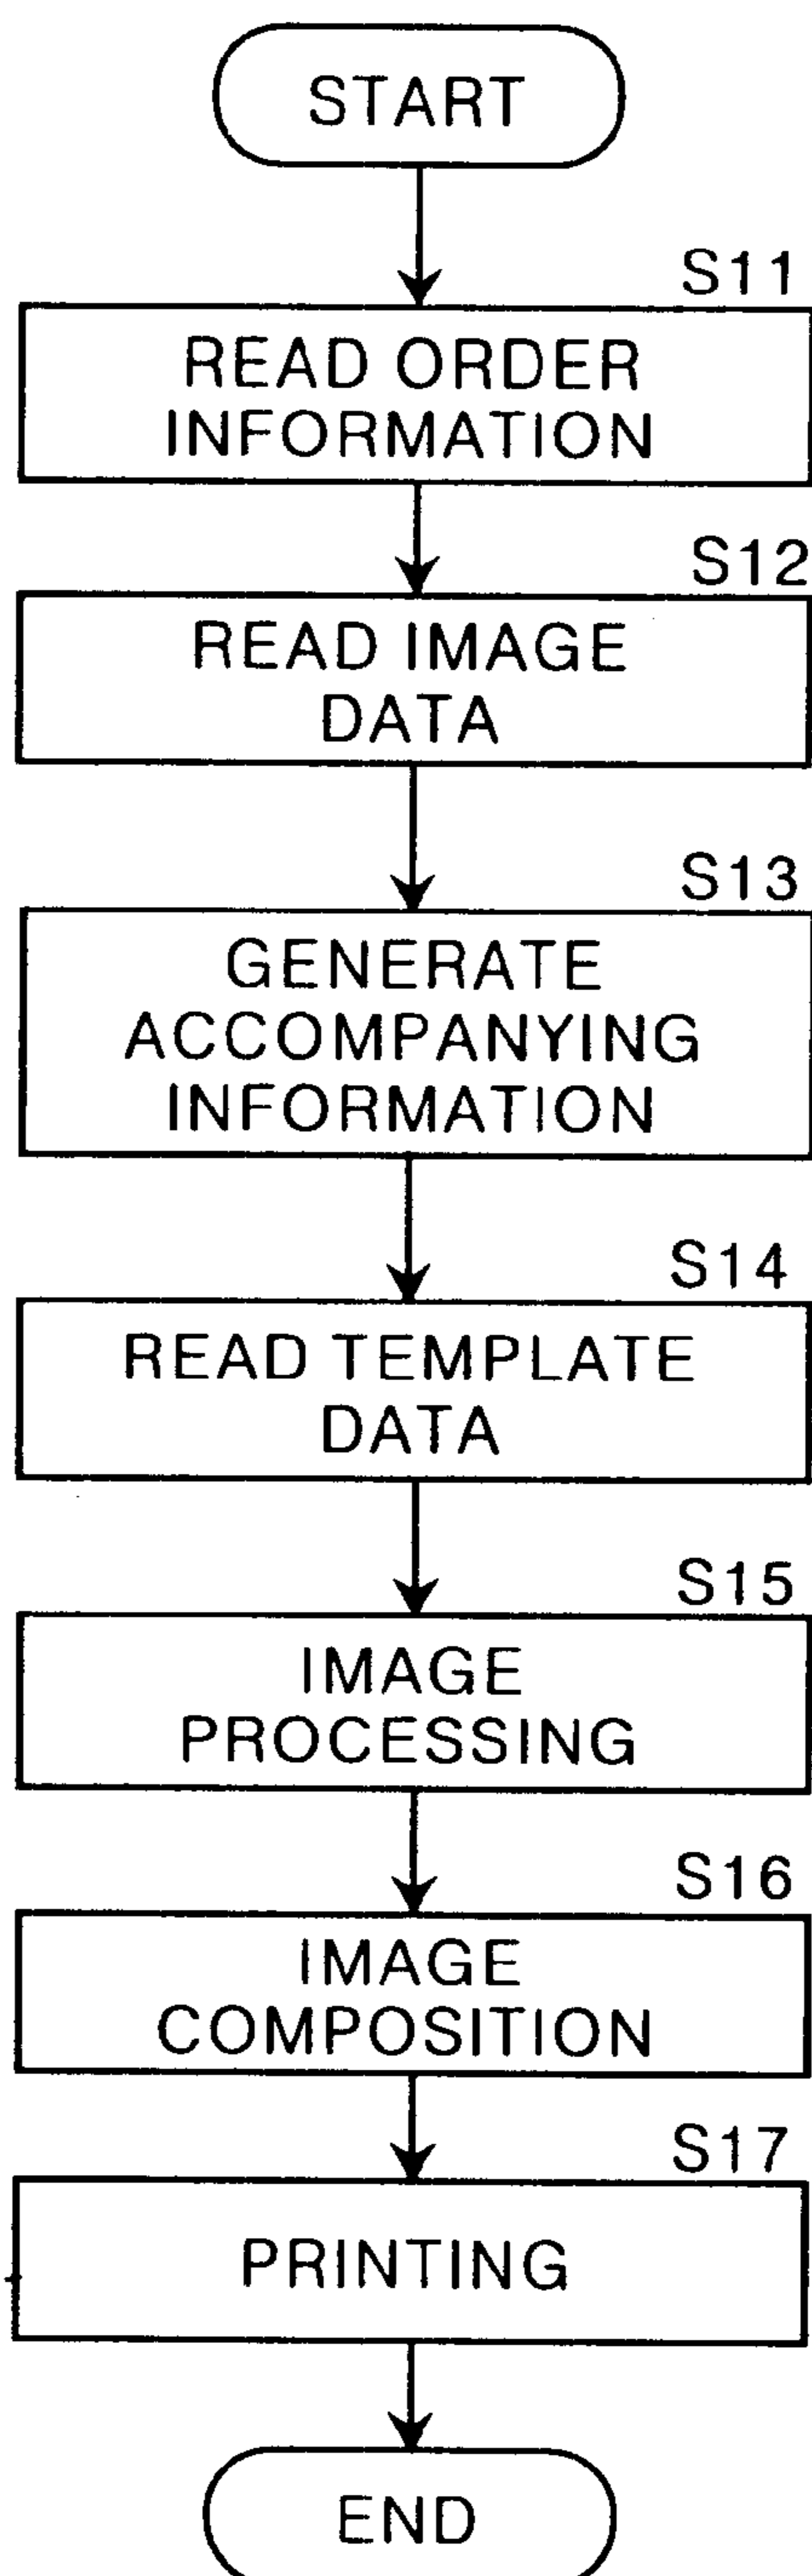 START
S11
READ ORDER
INFORMATION
S12
READ IMAGE
DATA
S13
GENERATE
ACCOMPANYING
INFORMATION
S14
READ TEMPLATE
DATA
S15
IMAGE
PROCESSING
S16
IMAGE
COMPOSITION
S17
PRINTING
END